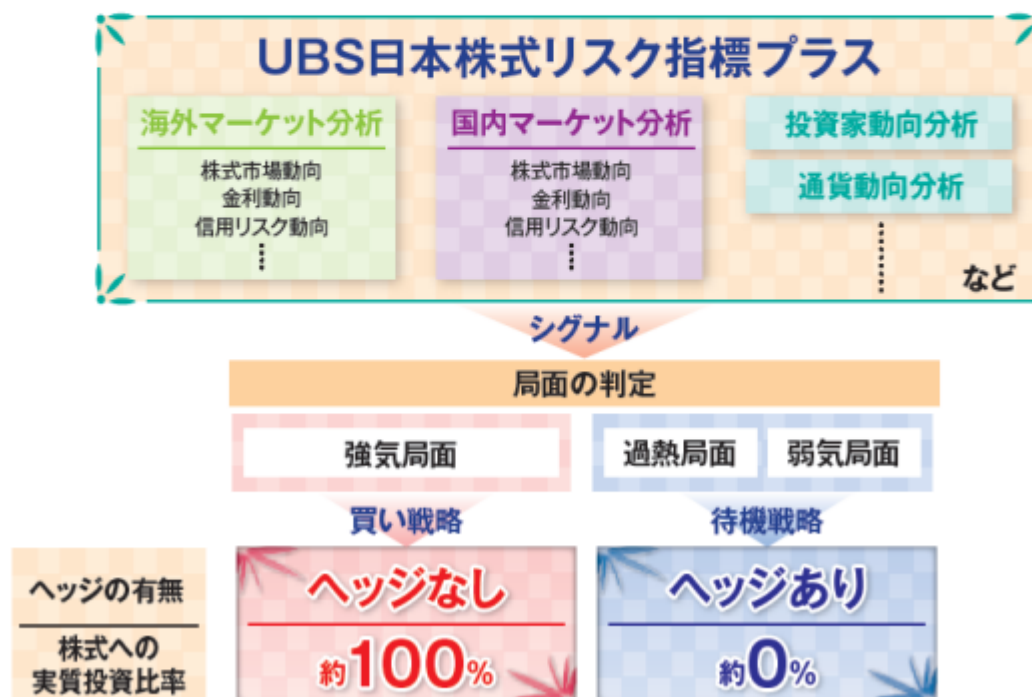 UBS日本株式リスク指標プラス
海外マーケット分析
株式市場動向
金利動向
信用リスク動向
国内マーケット分析
株式市場動向
金利動向
信用リスク動向
投資家動向分析
通貨動向分析
など
シグナル
局面の判定
強気局面
過熱局面
弱気局面
買い戦略
待機戦略
ヘッジの有無
ヘッジなし
ヘッジあり
株式への
実質投資比率
約100%
約0%